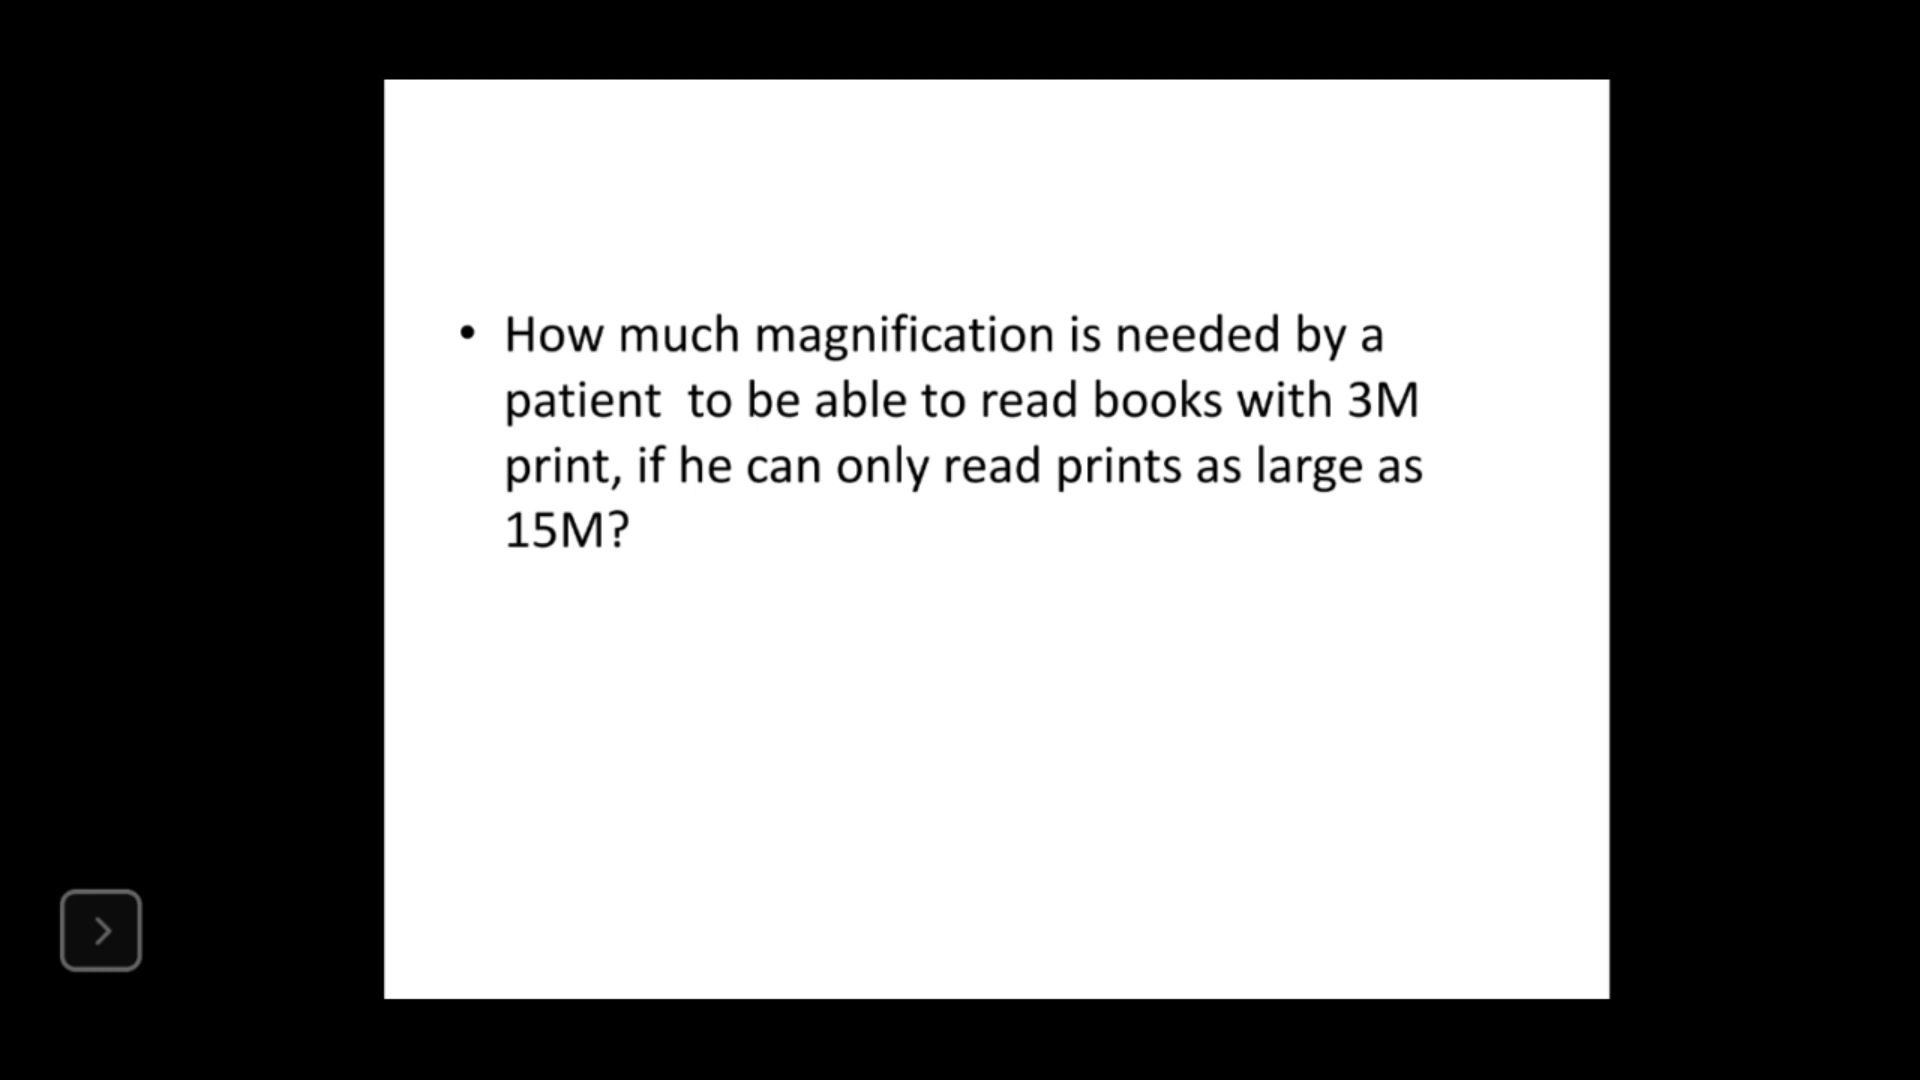 • How much magnification is needed by a
patient  to be able to read books with 3M
print, if he can only read prints as large as
15M?